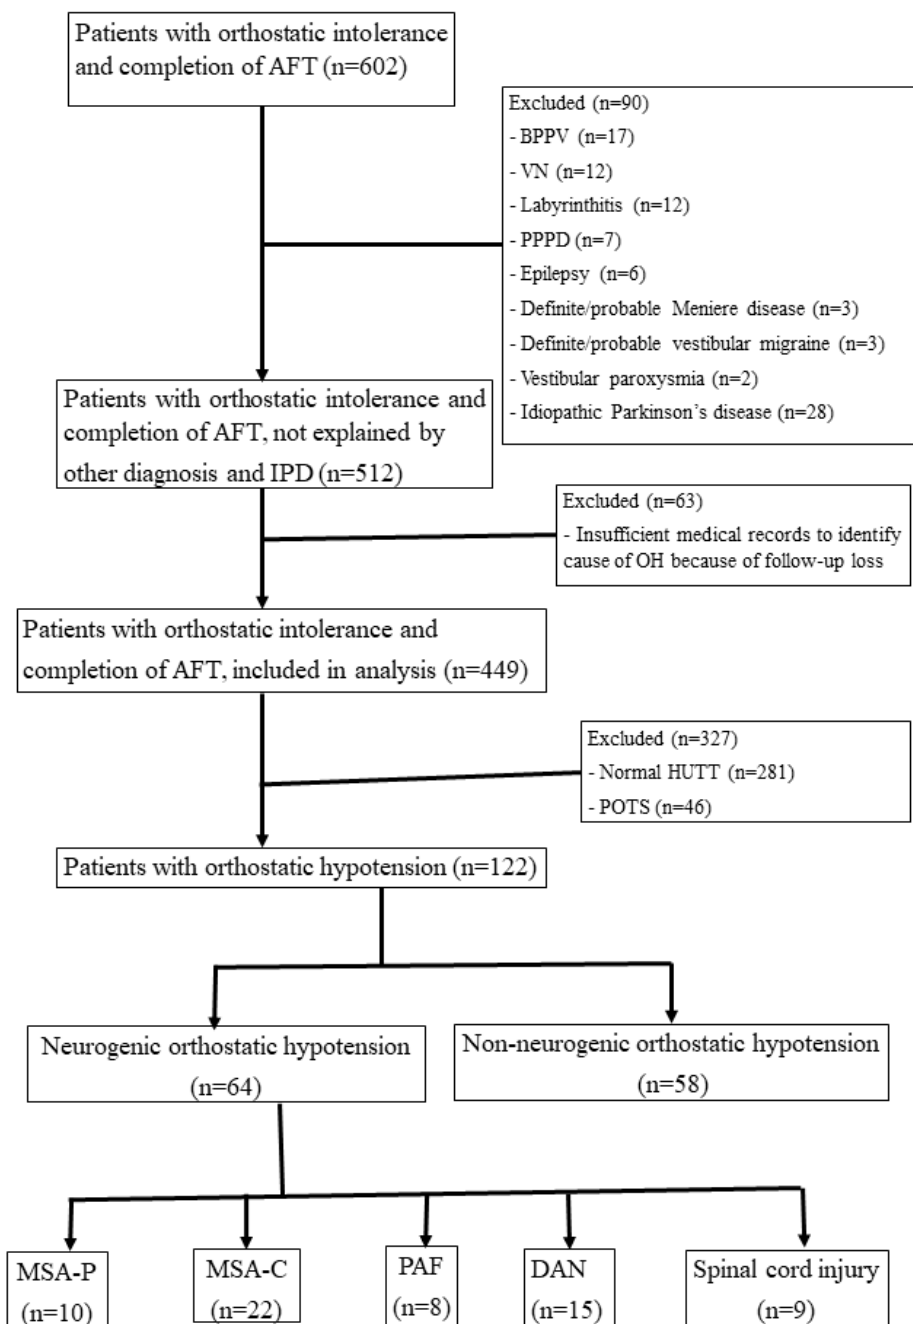 Patients with orthostatic intolerance
and completion of AFT (n=602)
Excluded (n=90)
- BPPV (n=17)
- VN (n=12)
- Labyrinthitis (n=12)
- PPPD (n=7)
- Epilepsy (n=6)
- Definite/probable Meniere disease (n=3)
- Definite/probable vestibular migraine (n=3)
- Vestibular paroxysmia (n=2)
- Idiopathic Parkinson's disease (n=28)
Patients with orthostatic intolerance and
completion of AFT, not explained by
other diagnosis and IPD (n=512)
Excluded (n=63)
- Insufficient medical records to identify
cause of OH because of follow-up loss
Patients with orthostatic intolerance and
completion of AFT, included in analysis (n=449)
Excluded (n=327)
- Normal HUTT (n=281)
- POTS (n=46)
Patients with orthostatic hypotension (n=122)
Neurogenic orthostatic hypotension
(n=64)
Non-neurogenic orthostatic hypotension
(n=58)
MSA-P
(n=10)
MSA-C
(n=22)
PAF
(n=8)
DAN
(n=15)
Spinal cord injury
(n=9)